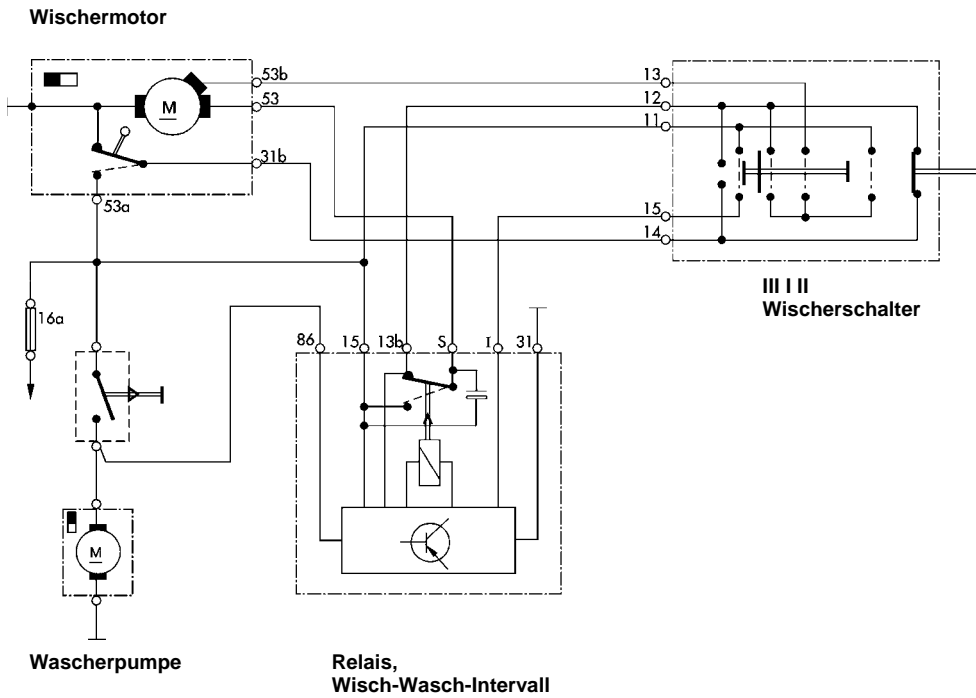 Wischermotor
53b
53
31b
53a
M
13
12
11
15
14
III I II
Wischerschalter
16a
86
15
13b
S
I
31
M
Wascherpumpe
Relais,
Wisch-Wasch-Intervall